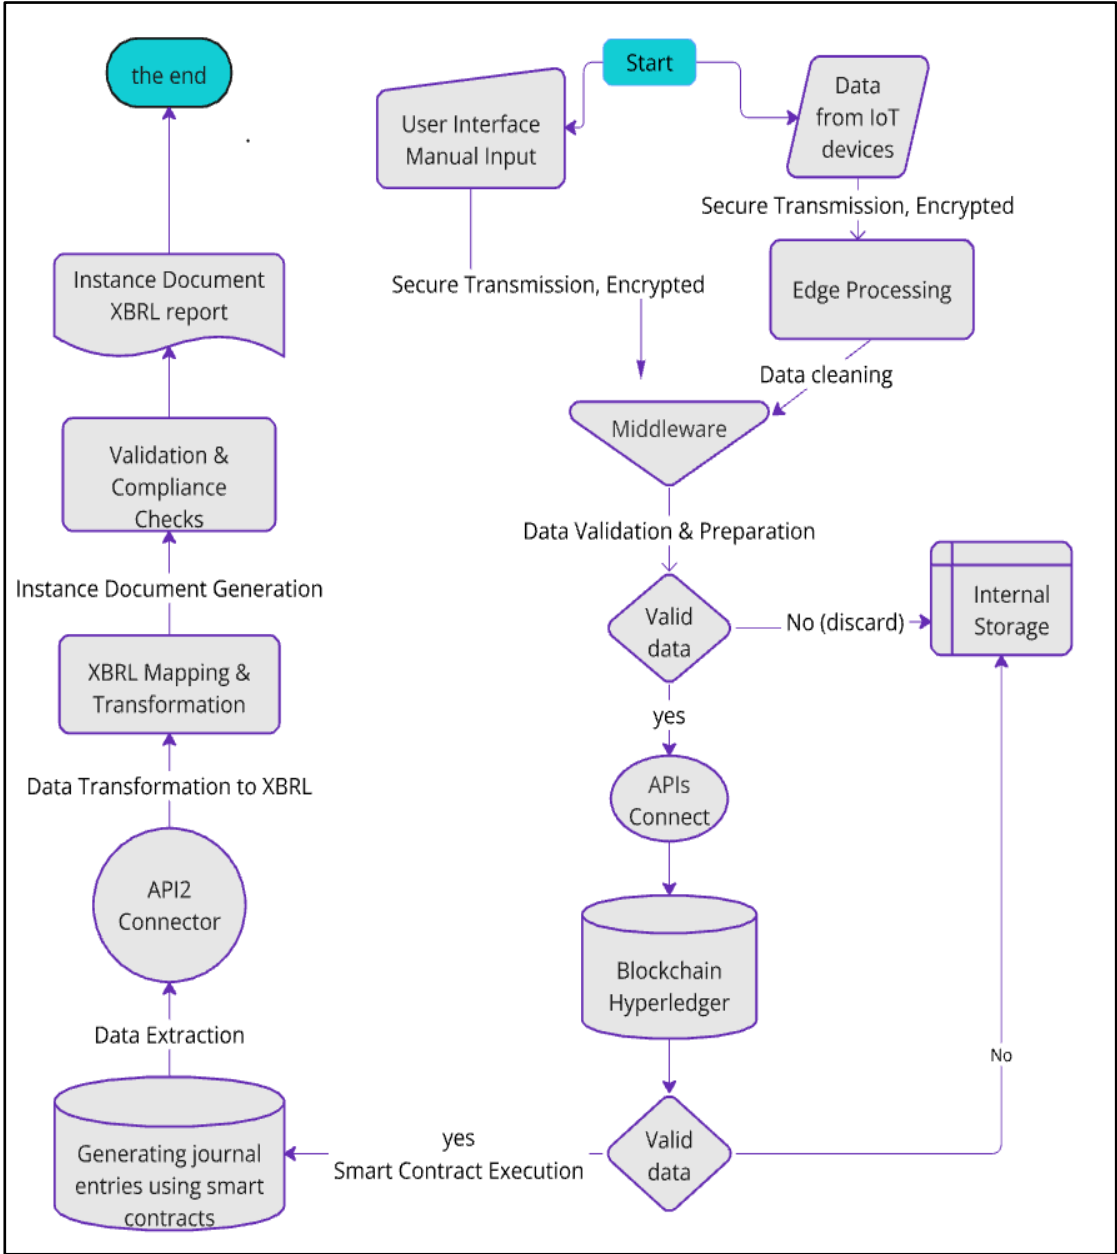 Start
User Interface
Manual Input
Data
from IoT
devices
Secure Transmission, Encrypted
Edge Processing
Secure Transmission, Encrypted
Data cleaning
Middleware
Data Validation & Preparation
Valid
data
No (discard)
Internal
Storage
yes
APIs
Connect
Blockchain
Hyperledger
Valid
data
No
yes
Smart Contract Execution
Generating journal
entries using smart
contracts
Data Extraction
API2
Connector
Data Transformation to XBRL
XBRL Mapping &
Transformation
Instance Document Generation
Validation &
Compliance
Checks
Instance Document
XBRL report
the end